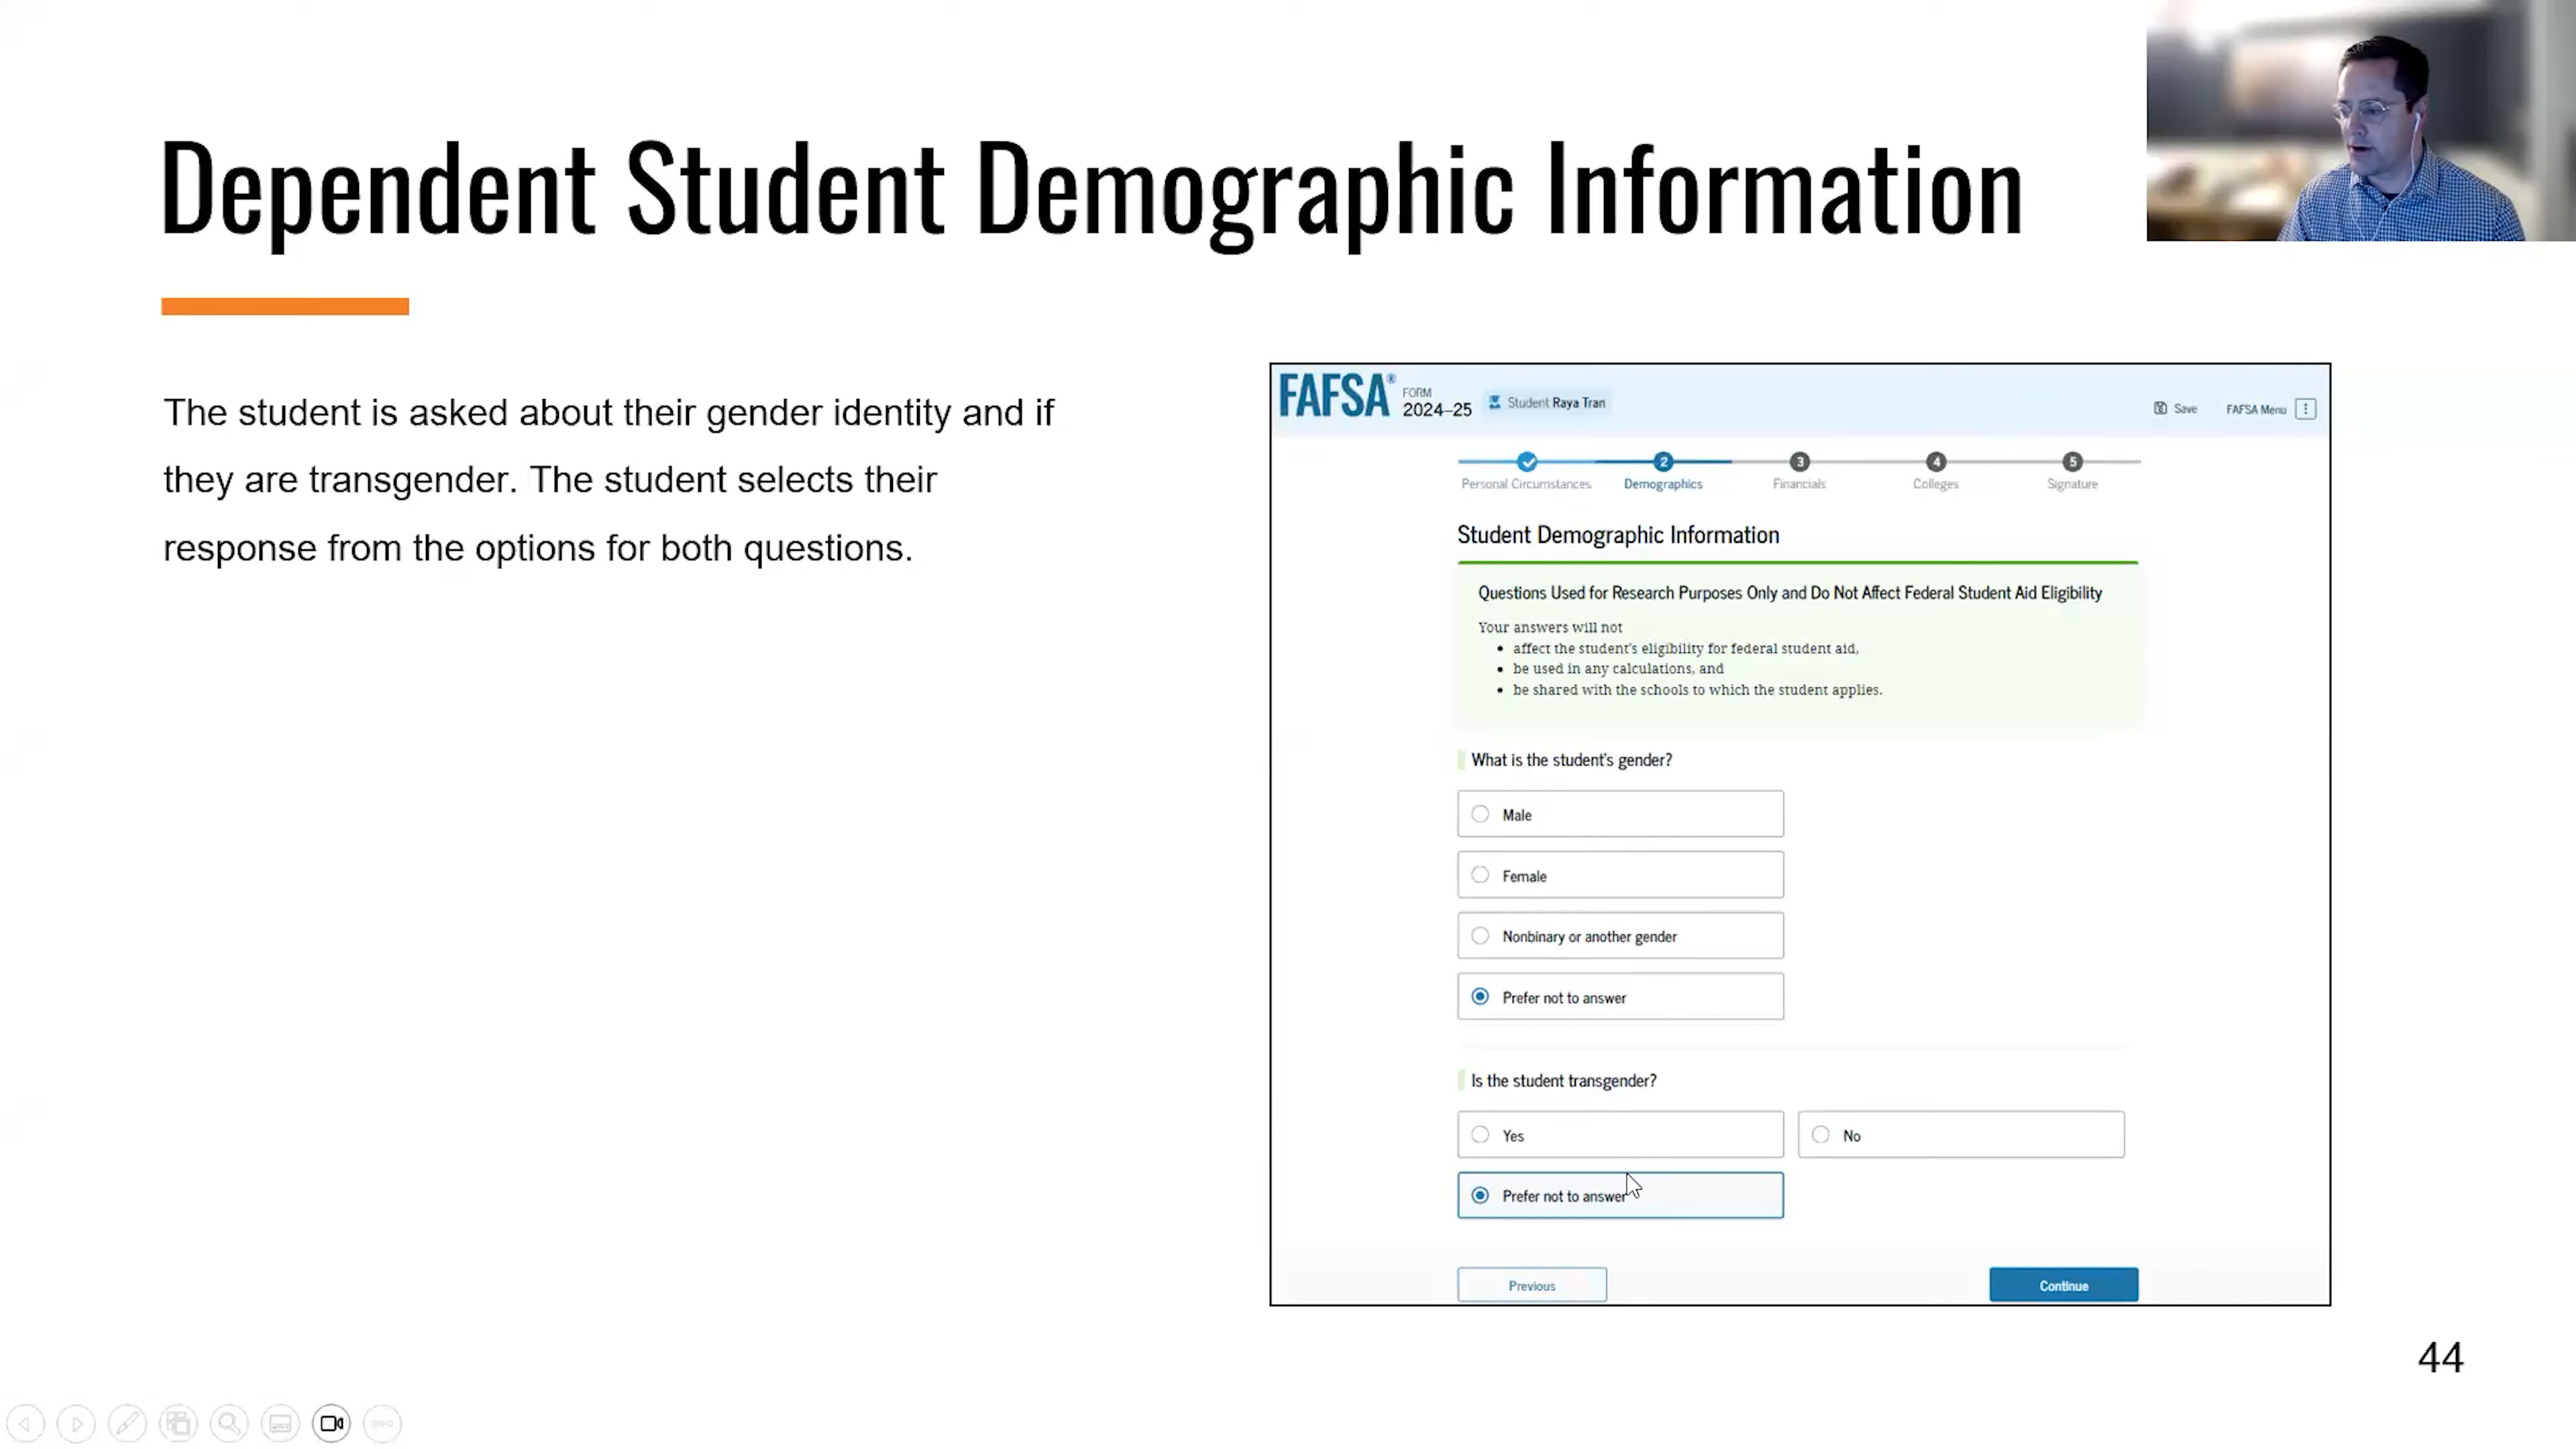 Dependent Student Demographic Information
The student is asked about their gender identity and if
they are transgender. The student selects their
response from the options for both questions.
FAFSA®
FORM
2024–25
Student Raya Tran
Save
FAFSA Menu
2
3
4
5
Personal Circumstances
Demographics
Financials
Colleges
Signature
Student Demographic Information
Questions Used for Research Purposes Only and Do Not Affect Federal Student Aid Eligibility
Your answers will not
• affect the student's eligibility for federal student aid,
• be used in any calculations, and
• be shared with the schools to which the student applies.
What is the student's gender?
Male
Female
Nonbinary or another gender
Prefer not to answer
Is the student transgender?
Yes
No
Prefer not to answer
Previous
Continue
44